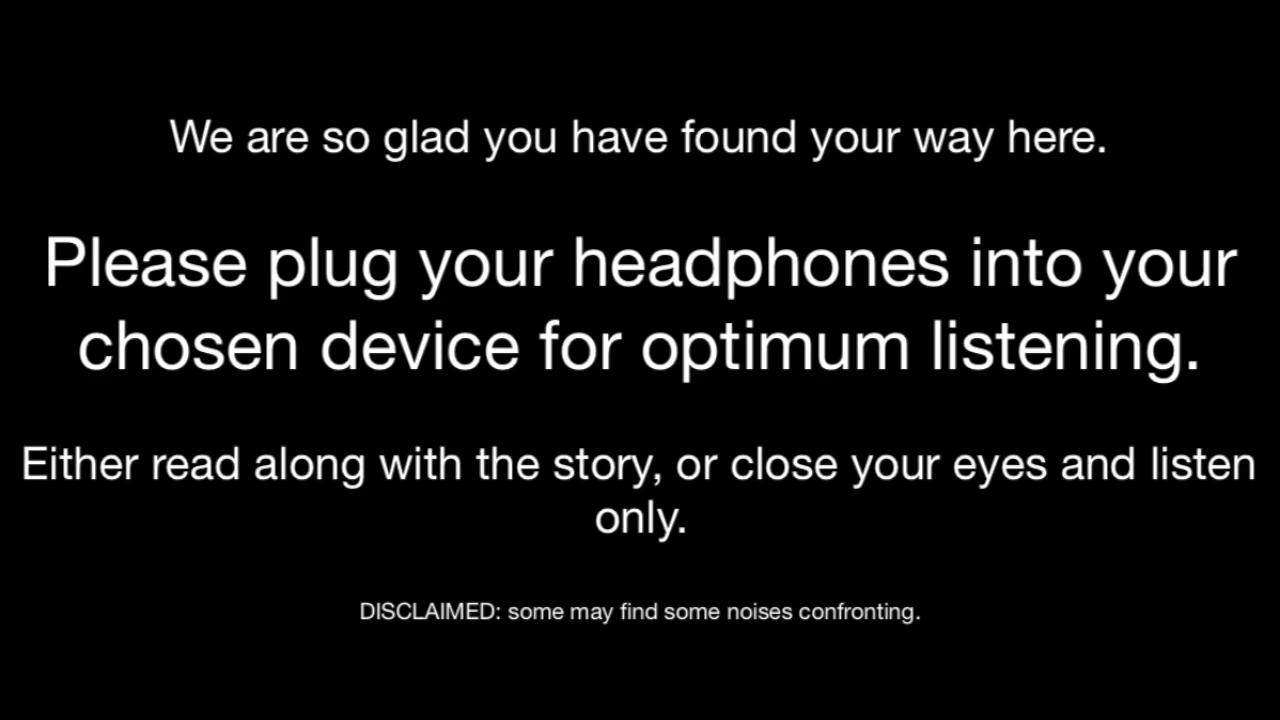 We are so glad you have found your way here.
Please plug your headphones into your
chosen device for optimum listening.
Either read along with the story, or close your eyes and listen
only.
DISCLAIMED: some may find some noises confronting.